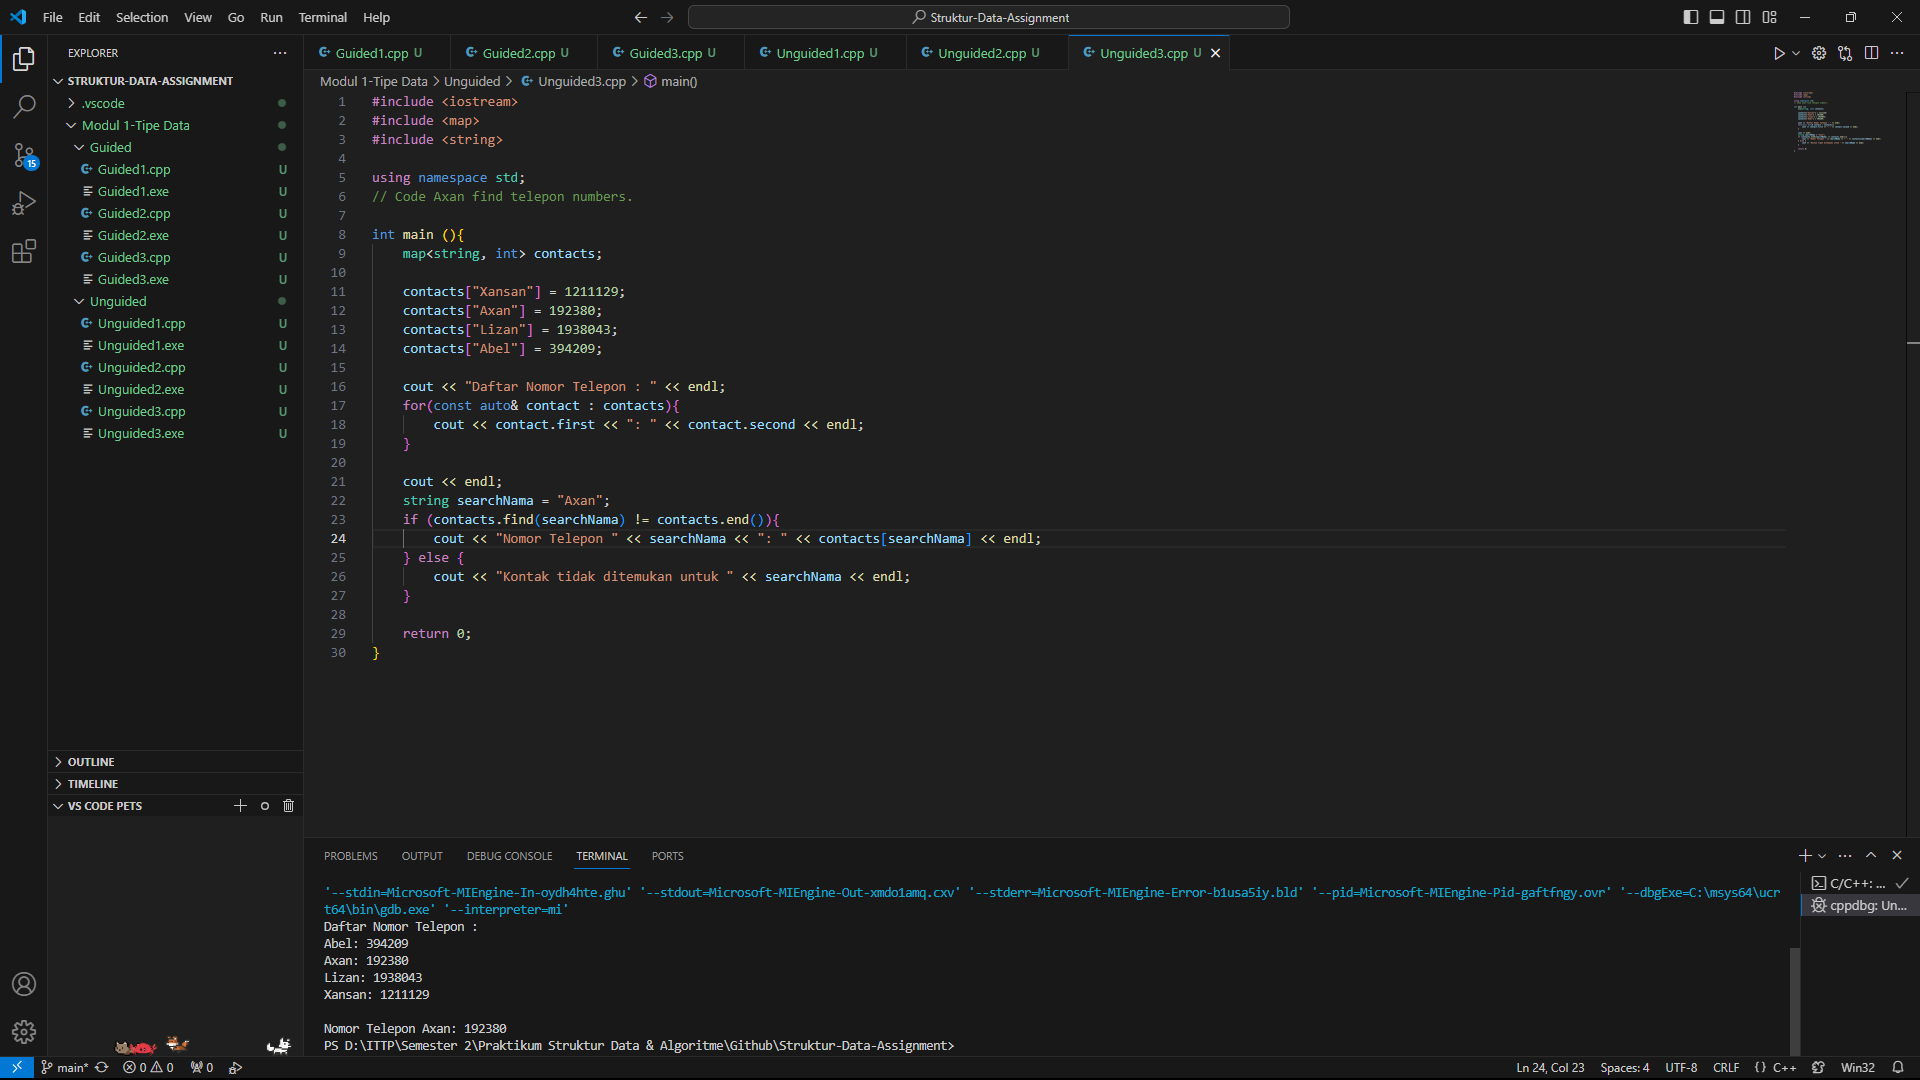 File Edit Selection View Go Run Terminal Help
Struktur-Data-Assignment
EXPLORER
STRUKTUR-DATA-ASSIGNMENT
.vscode
Modul 1-Tipe Data
Guided
Guided1.cpp U
Guided1.exe U
Guided2.cpp U
Guided2.exe U
Guided3.cpp U
Guided3.exe U
Unguided
Unguided1.cpp U
Unguided1.exe U
Unguided2.cpp U
Unguided2.exe U
Unguided3.cpp U
Unguided3.exe U
OUTLINE
TIMELINE
VS CODE PETS
15
Guided1.cpp U Guided2.cpp U Guided3.cpp U Unguided1.cpp U Unguided2.cpp U Unguided3.cpp U
Modul 1-Tipe Data > Unguided > Unguided3.cpp > main()
1 #include <iostream>
2 #include <map>
3 #include <string>
4
5 using namespace std;
6 // Code Axan find telepon numbers.
7
8 int main (){
9 map<string, int> contacts;
10
11 contacts["Xansan"] = 1211129;
12 contacts["Axan"] = 192380;
13 contacts["Lizan"] = 1938043;
14 contacts["Abel"] = 394209;
15
16 cout << "Daftar Nomor Telepon : " << endl;
17 for(const auto& contact : contacts){
18 cout << contact.first << ": " << contact.second << endl;
19 }
20
21 cout << endl;
22 string searchNama = "Axan";
23 if (contacts.find(searchNama) != contacts.end()){
24 cout << "Nomor Telepon " << searchNama << ": " << contacts[searchNama] << endl;
25 } else {
26 cout << "Kontak tidak ditemukan untuk " << searchNama << endl;
27 }
28
29 return 0;
30 }
PROBLEMS OUTPUT DEBUG CONSOLE TERMINAL PORTS
'--stdin=Microsoft-MIEngine-In-oydh4hte.ghu' '--stdout=Microsoft-MIEngine-Out-xmdo1amq.cxv' '--stderr=Microsoft-MIEngine-Error-b1usa5iy.bld' '--pid=Microsoft-MIEngine-Pid-gaftfngy.ovr' '--dbgExe=C:\msys64\ucr
t64\bin\gdb.exe' '--interpreter=mi'
Daftar Nomor Telepon :
Abel: 394209
Axan: 192380
Lizan: 1938043
Xansan: 1211129
Nomor Telepon Axan: 192380
PS D:\ITTP\Semester 2\Praktikum Struktur Data & Algoritme\Github\Struktur-Data-Assignment>
C/C++: ...
cppdbg: Un...
main* 0 0 0 Ln 24, Col 23 Spaces: 4 UTF-8 CRLF {} C++ Win32